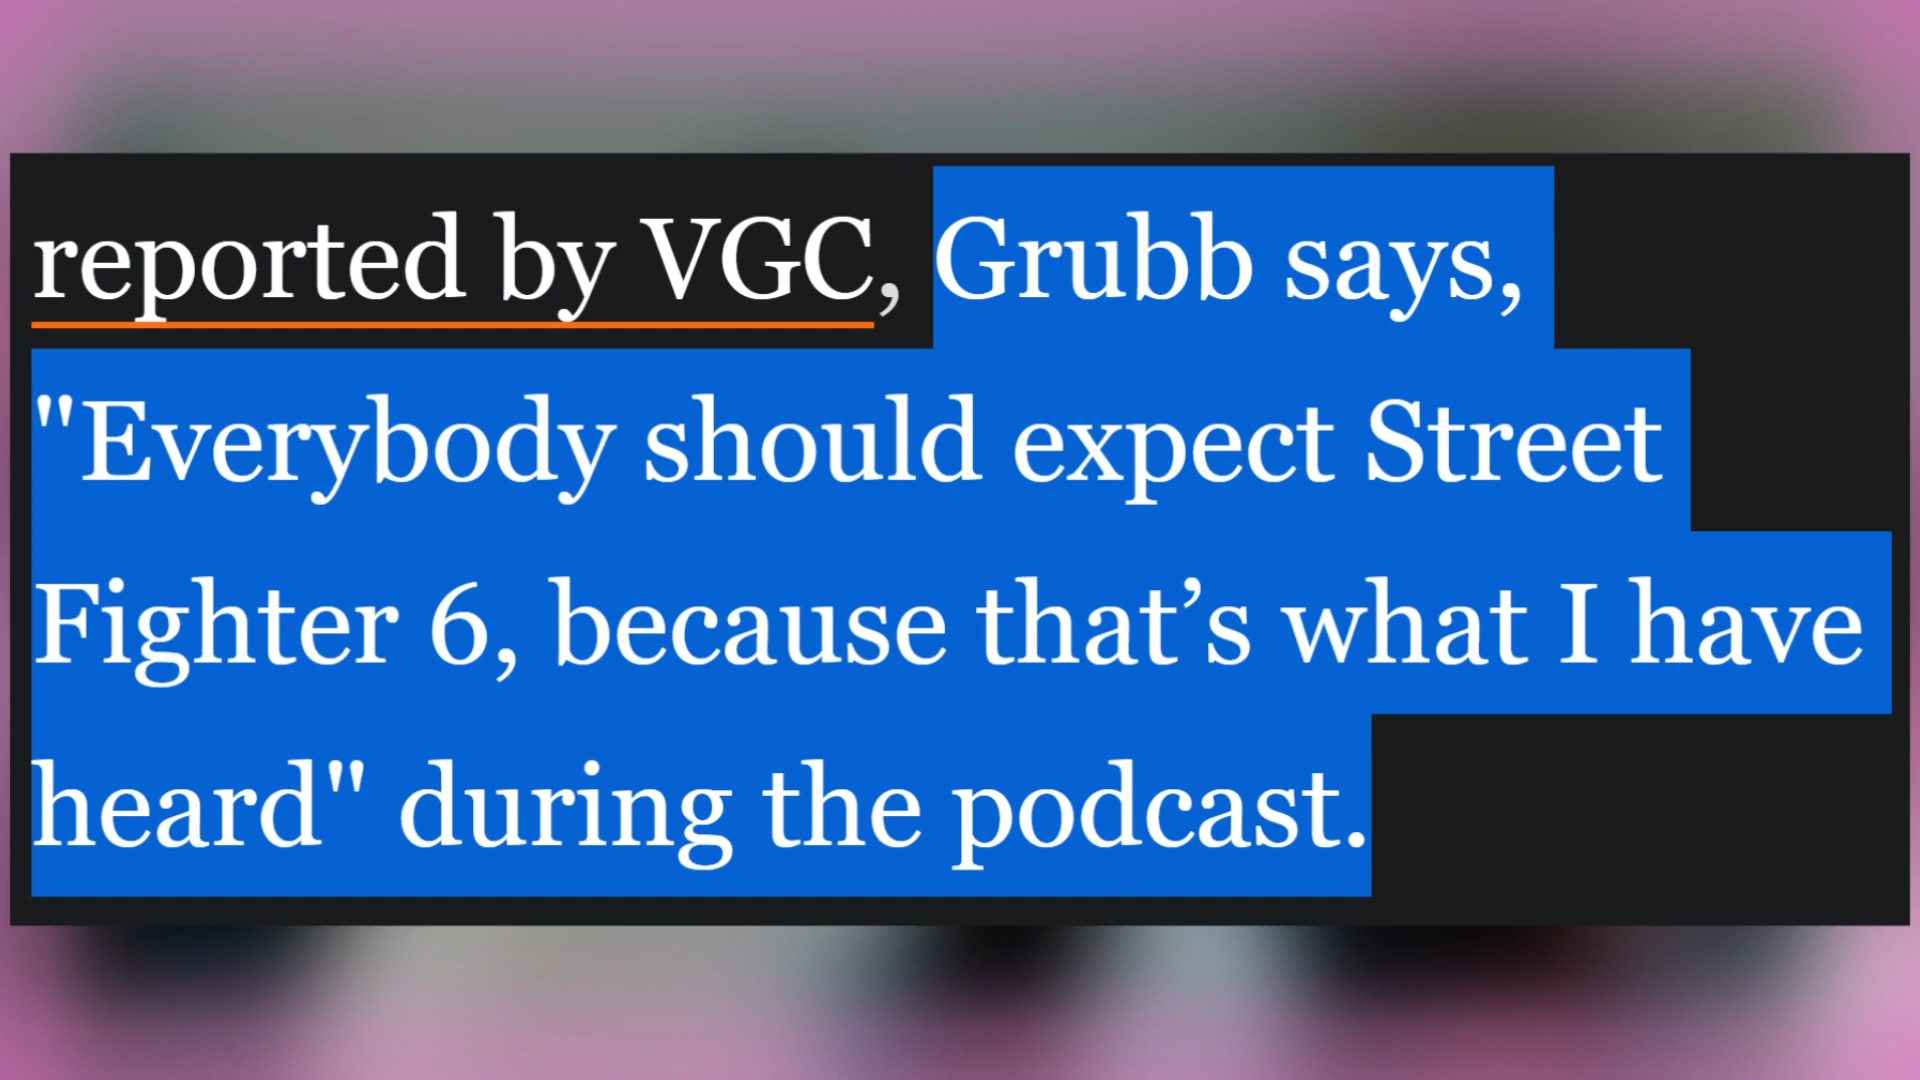 reported by VGC, Grubb says,
"Everybody should expect Street
Fighter 6, because that’s what I have
heard" during the podcast.